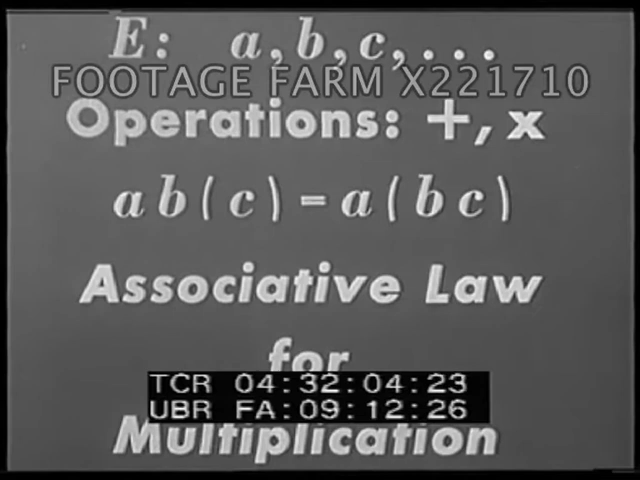 E: a,b,c,...
FOOTAGE FARM X221710
Operations: +, x
ab(c) = a(bc)
Associative Law
for
TCR 04:32:04:23
UBR FA:09:12:26
Multiplication